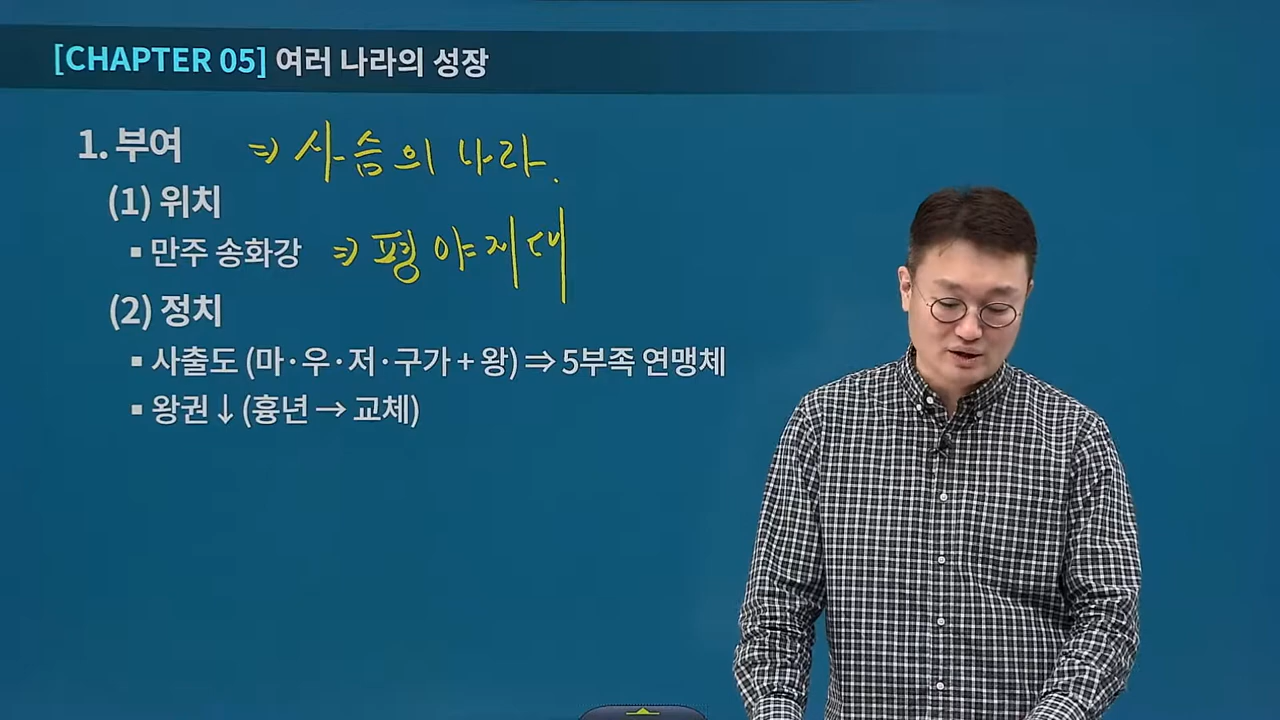 [CHAPTER 05] 여러 나라의 성장
1. 부여 ⇒ 사슴의 나라.
(1) 위치
▪ 만주 송화강 ⇒ 평야지대
(2) 정치
▪ 사출도 (마·우·저·구가 + 왕) ⇒ 5부족 연맹체
▪ 왕권↓(흉년 → 교체)